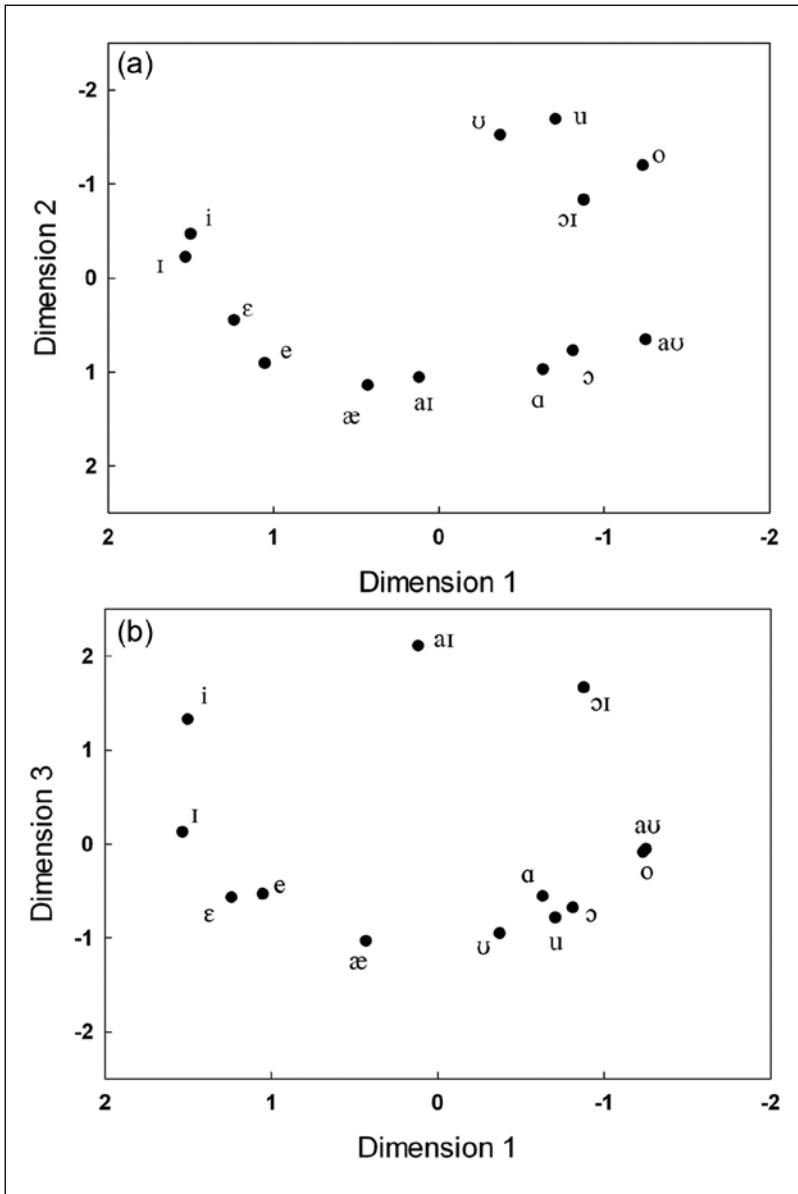 (a)
-2
ʊ
u
o
-1
ɔɪ
i
0
ɪ
ɛ
e
aʊ
1
æ
aɪ
ɑ
ɔ
2
Dimension 2
2
1
0
-1
-2
Dimension 1
(b)
2
aɪ
i
ɔɪ
1
ɪ
aʊ
0
e
ɑ
o
ɛ
ɔ
-1
æ
ʊ
u
-2
Dimension 3
2
1
0
-1
-2
Dimension 1